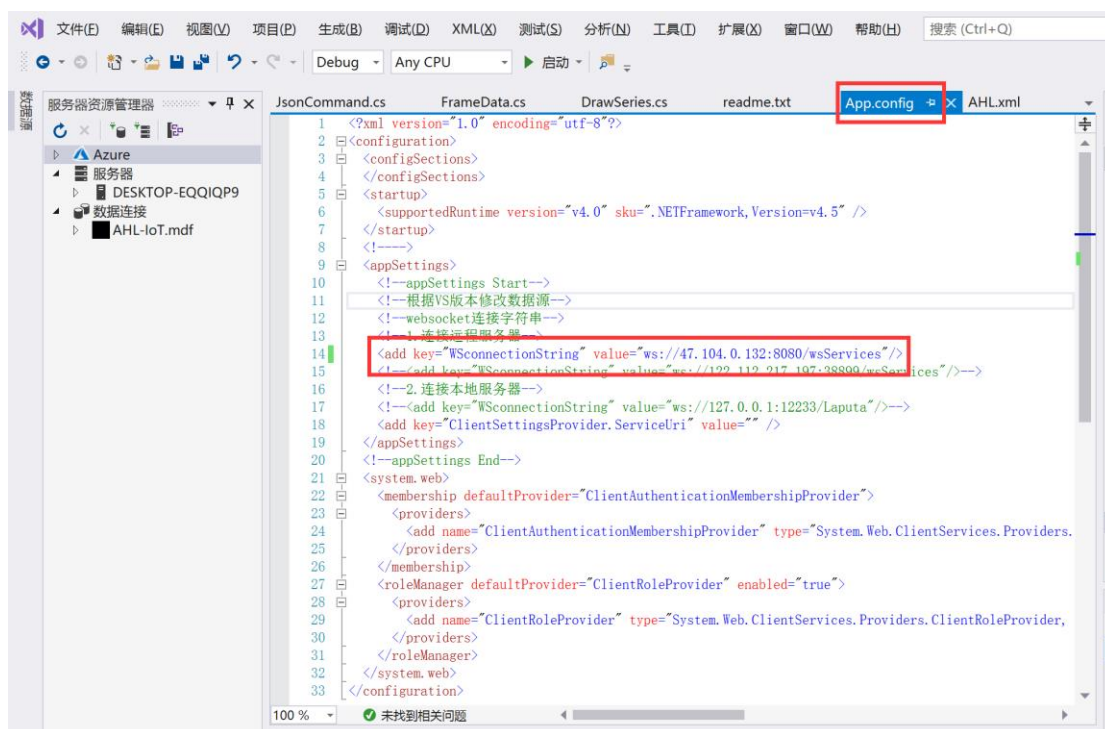 文件(F) 编辑(E) 视图(V) 项目(P) 生成(B) 调试(D) XML(X) 测试(S) 分析(N) 工具(T) 扩展(X) 窗口(W) 帮助(H) 搜索 (Ctrl+Q)
Debug Any CPU 启动
数据源
服务器资源管理器
Azure
服务器
DESKTOP-EQQIQP9
数据连接
AHL-IoT.mdf
JsonCommand.cs FrameData.cs DrawSeries.cs readme.txt App.config AHL.xml
1 <?xml version="1.0" encoding="utf-8"?>
2 <configuration>
3 <configSections>
4 </configSections>
5 <startup>
6 <supportedRuntime version="v4.0" sku=".NETFramework,Version=v4.5" />
7 </startup>
8 <!---->
9 <appSettings>
10 <!--appSettings Start-->
11 <!--根据VS版本修改数据源-->
12 <!--websocket连接字符串-->
13 <!--1.连接远程服务器-->
14 <add key="WSconnectionString" value="ws://47.104.0.132:8080/wsServices"/>
15 <!--<add key="WSconnectionString" value="ws://122.112.217.197:38899/wsServices"/>-->
16 <!--2.连接本地服务器-->
17 <!--<add key="WSconnectionString" value="ws://127.0.0.1:12233/Laputa"/>-->
18 <add key="ClientSettingsProvider.ServiceUri" value="" />
19 </appSettings>
20 <!--appSettings End-->
21 <system.web>
22 <membership defaultProvider="ClientAuthenticationMembershipProvider">
23 <providers>
24 <add name="ClientAuthenticationMembershipProvider" type="System.Web.ClientServices.Providers.
25 </providers>
26 </membership>
27 <roleManager defaultProvider="ClientRoleProvider" enabled="true">
28 <providers>
29 <add name="ClientRoleProvider" type="System.Web.ClientServices.Providers.ClientRoleProvider,
30 </providers>
31 </roleManager>
32 </system.web>
33 </configuration>
100 % 未找到相关问题